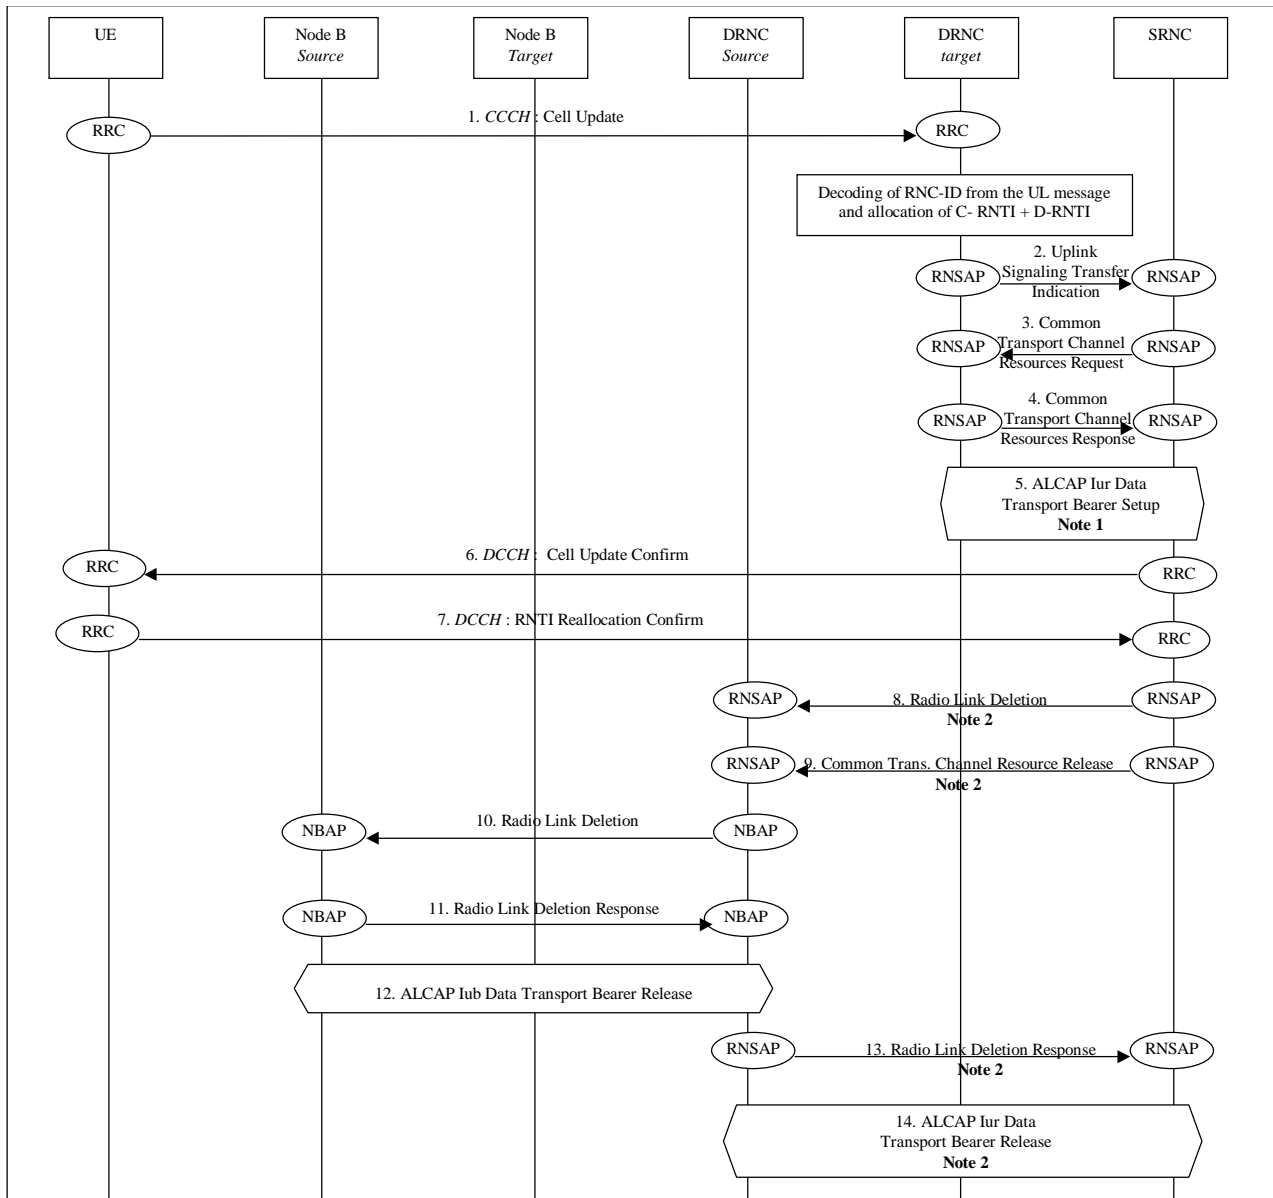 UE
Node B
Source
Node B
Target
DRNC
Source
DRNC
target
SRNC
1. CCCH : Cell Update
RRC
RRC
Decoding of RNC-ID from the UL message
and allocation of C- RNTI + D-RNTI
2. Uplink
Signaling Transfer
Indication
RNSAP
RNSAP
3. Common
Transport Channel
Resources Request
RNSAP
RNSAP
4. Common
Transport Channel
Resources Response
RNSAP
RNSAP
5. ALCAP Iur Data
Transport Bearer Setup
Note 1
6. DCCH : Cell Update Confirm
RRC
RRC
7. DCCH : RNTI Reallocation Confirm
RRC
RRC
RNSAP
8. Radio Link Deletion
Note 2
RNSAP
RNSAP
9. Common Trans. Channel Resource Release
Note 2
RNSAP
10. Radio Link Deletion
NBAP
NBAP
11. Radio Link Deletion Response
NBAP
NBAP
12. ALCAP Iub Data Transport Bearer Release
RNSAP
13. Radio Link Deletion Response
Note 2
RNSAP
14. ALCAP Iur Data
Transport Bearer Release
Note 2